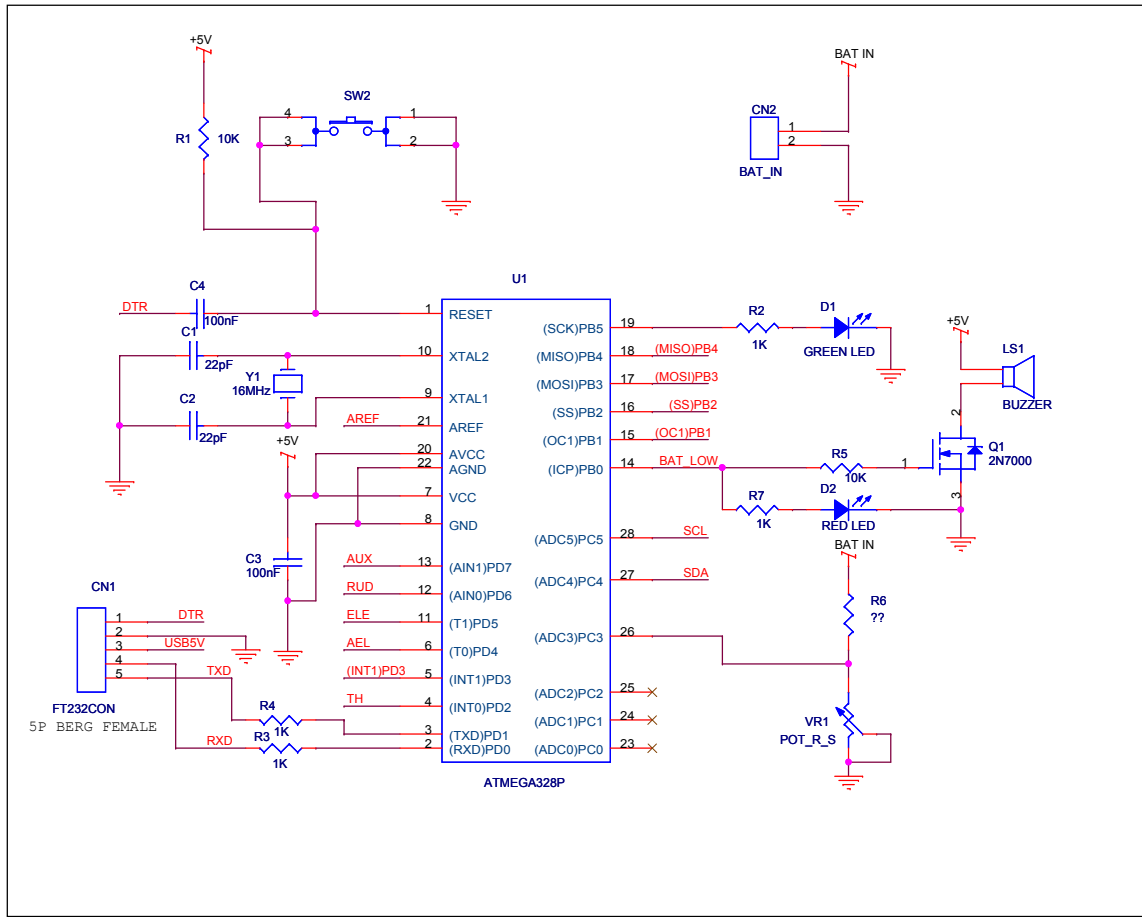 +5V
R1
10K
SW2
4
3
1
2
BAT IN
CN2
1
2
BAT_IN
U1
C4
DTR
100nF
C1
22pF
Y1
16MHz
C2
22pF
AREF
+5V
C3
100nF
1
10
9
21
20
22
7
8
RESET
XTAL2
XTAL1
AREF
AVCC
AGND
VCC
GND
AUX 13 (AIN1)PD7
RUD 12 (AIN0)PD6
ELE 11 (T1)PD5
AEL 6 (T0)PD4
(INT1)PD3 5 (INT1)PD3
TH 4 (INT0)PD2
3 (TXD)PD1
2 (RXD)PD0
ATMEGA328P
(SCK)PB5 19
(MISO)PB4 18 (MISO)PB4
(MOSI)PB3 17 (MOSI)PB3
(SS)PB2 16 (SS)PB2
(OC1)PB1 15 (OC1)PB1
(ICP)PB0 14 BAT_LOW
(ADC5)PC5 28 SCL
(ADC4)PC4 27 SDA
(ADC3)PC3 26
(ADC2)PC2 25
(ADC1)PC1 24
(ADC0)PC0 23
R2
1K
D1
GREEN LED
+5V
LS1
BUZZER
2
Q1
2N7000
1
3
R5
10K
R7
1K
D2
RED LED
BAT IN
R6
??
VR1
POT_R_S
CN1
1 DTR
2
3 USB5V
4
5 TXD
FT232CON
5P BERG FEMALE
RXD
R4
1K
R3
1K